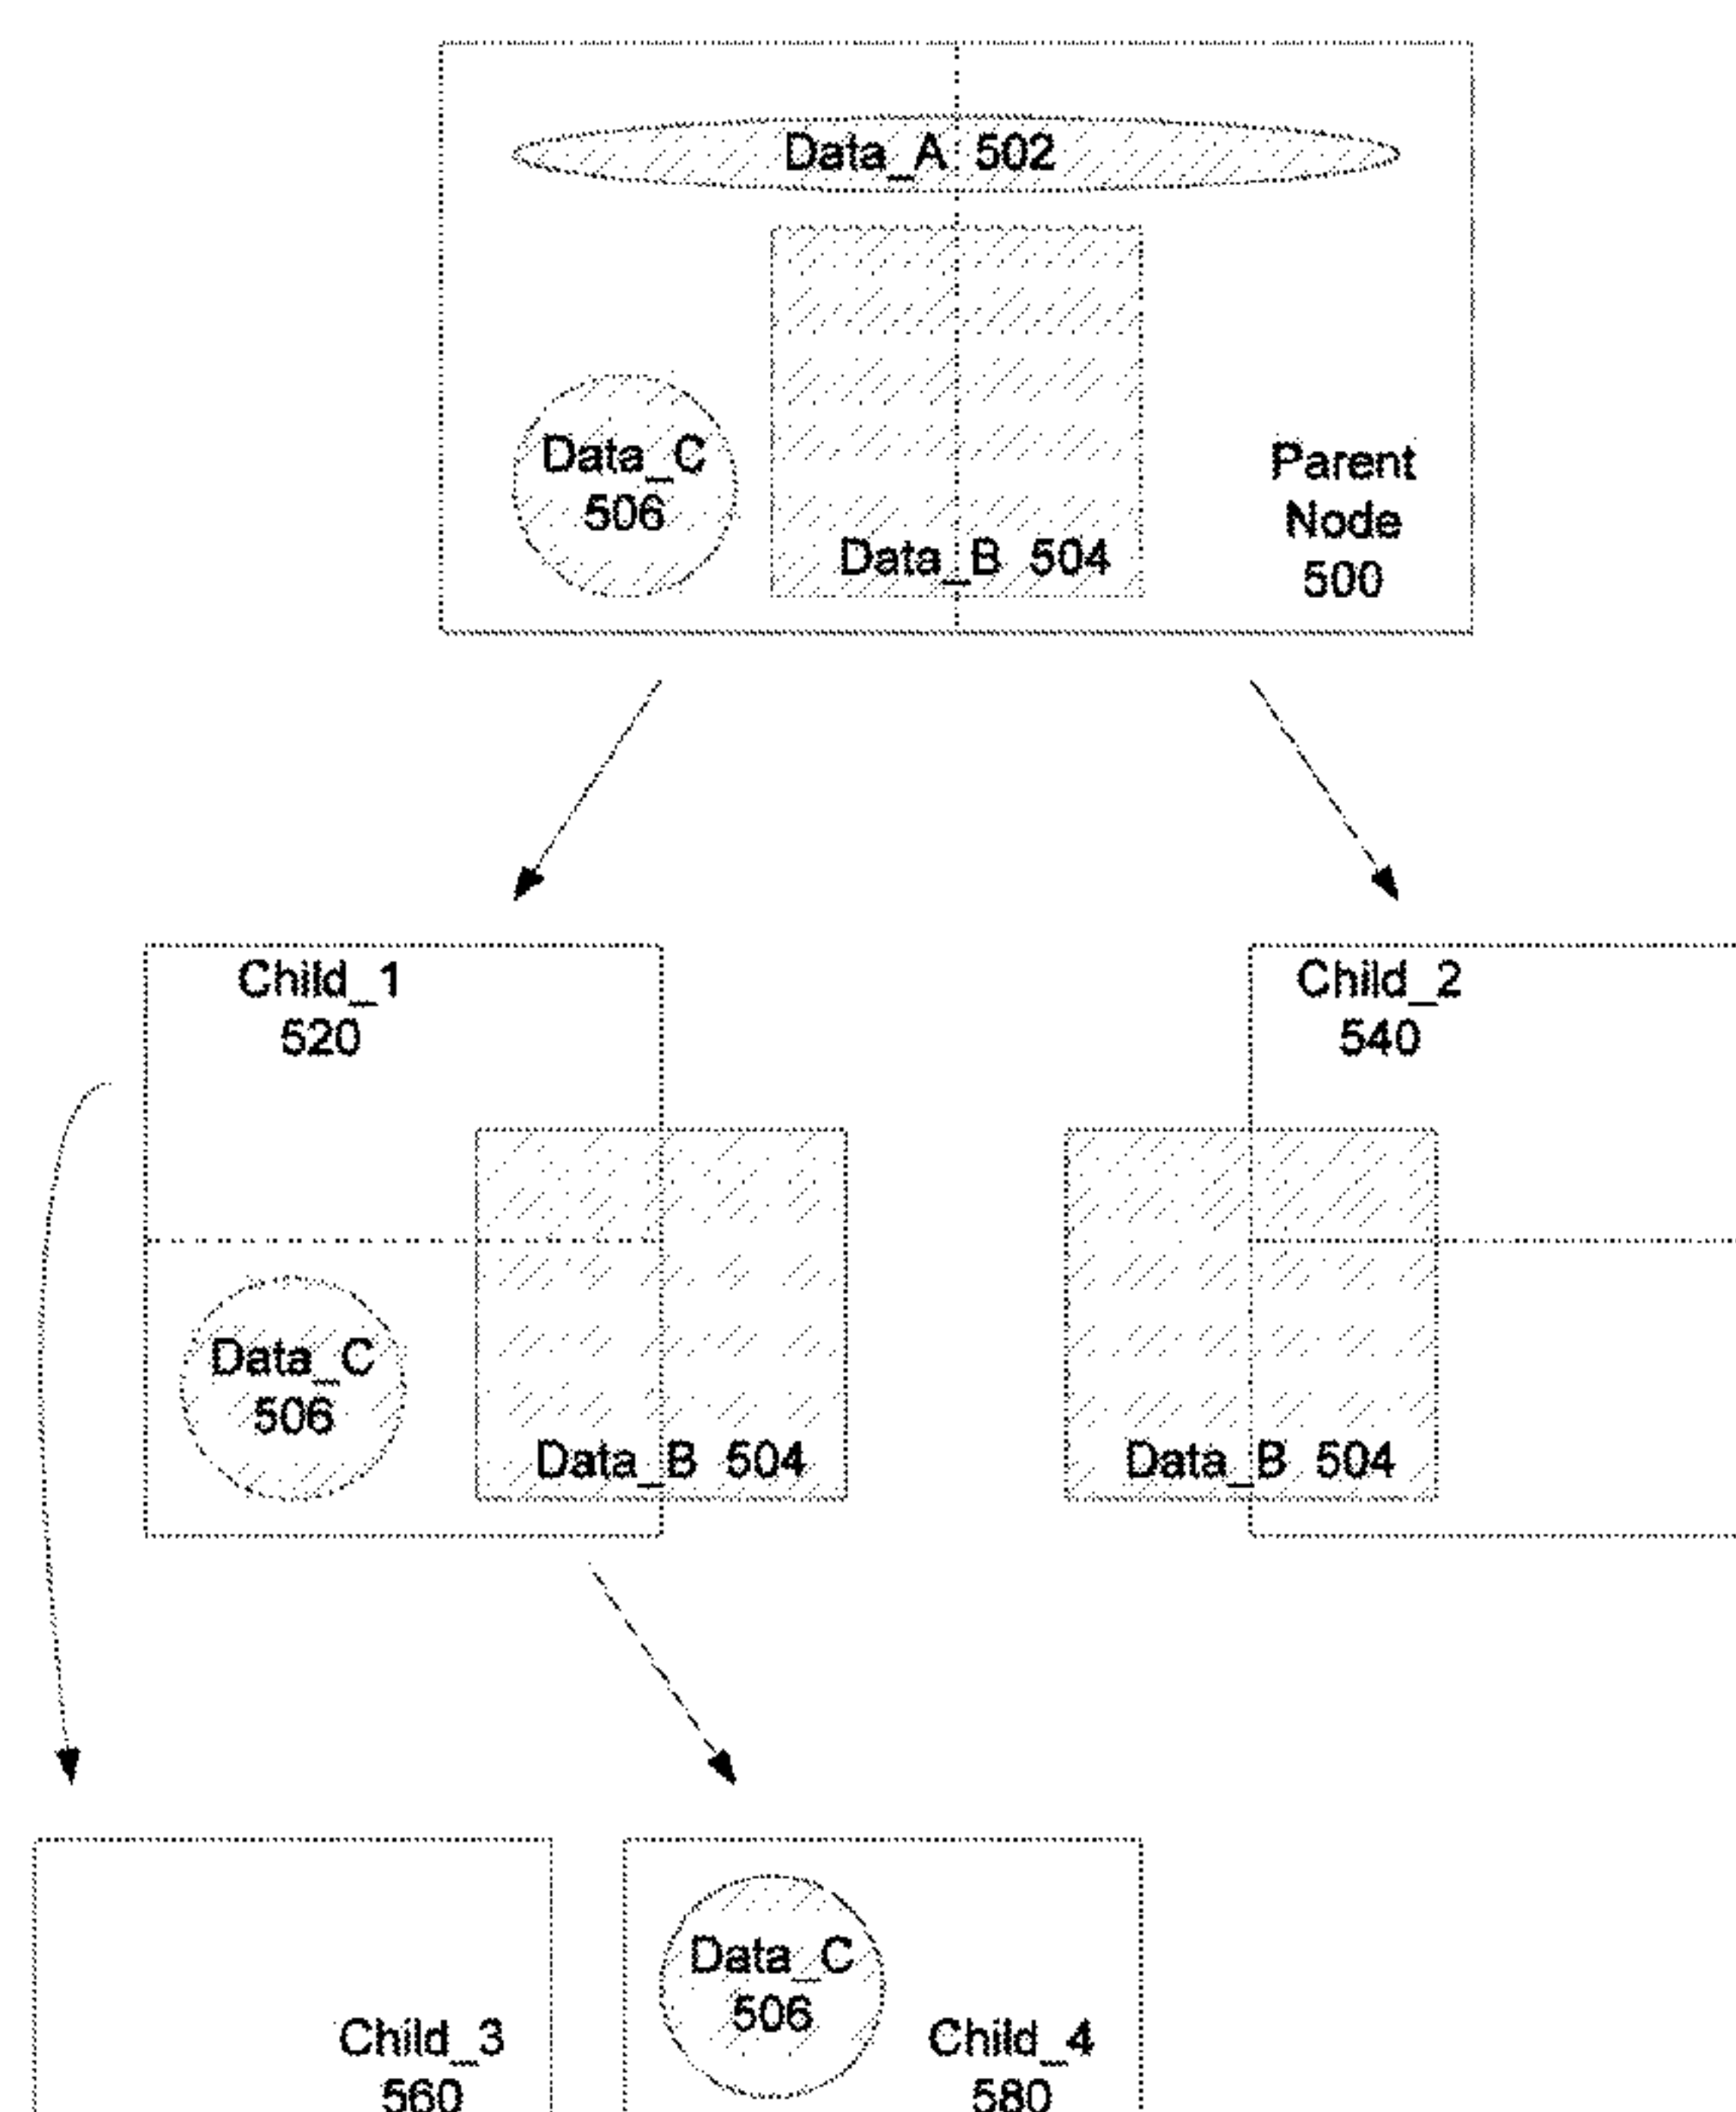 Data_A 502
Data_C
506
Data_B 504
Parent
Node
500
Child_1
520
Child_2
540
Data_C
506
Data_B 504
Data_B 504
Data_C
506
Child_3
560
Child_4
580